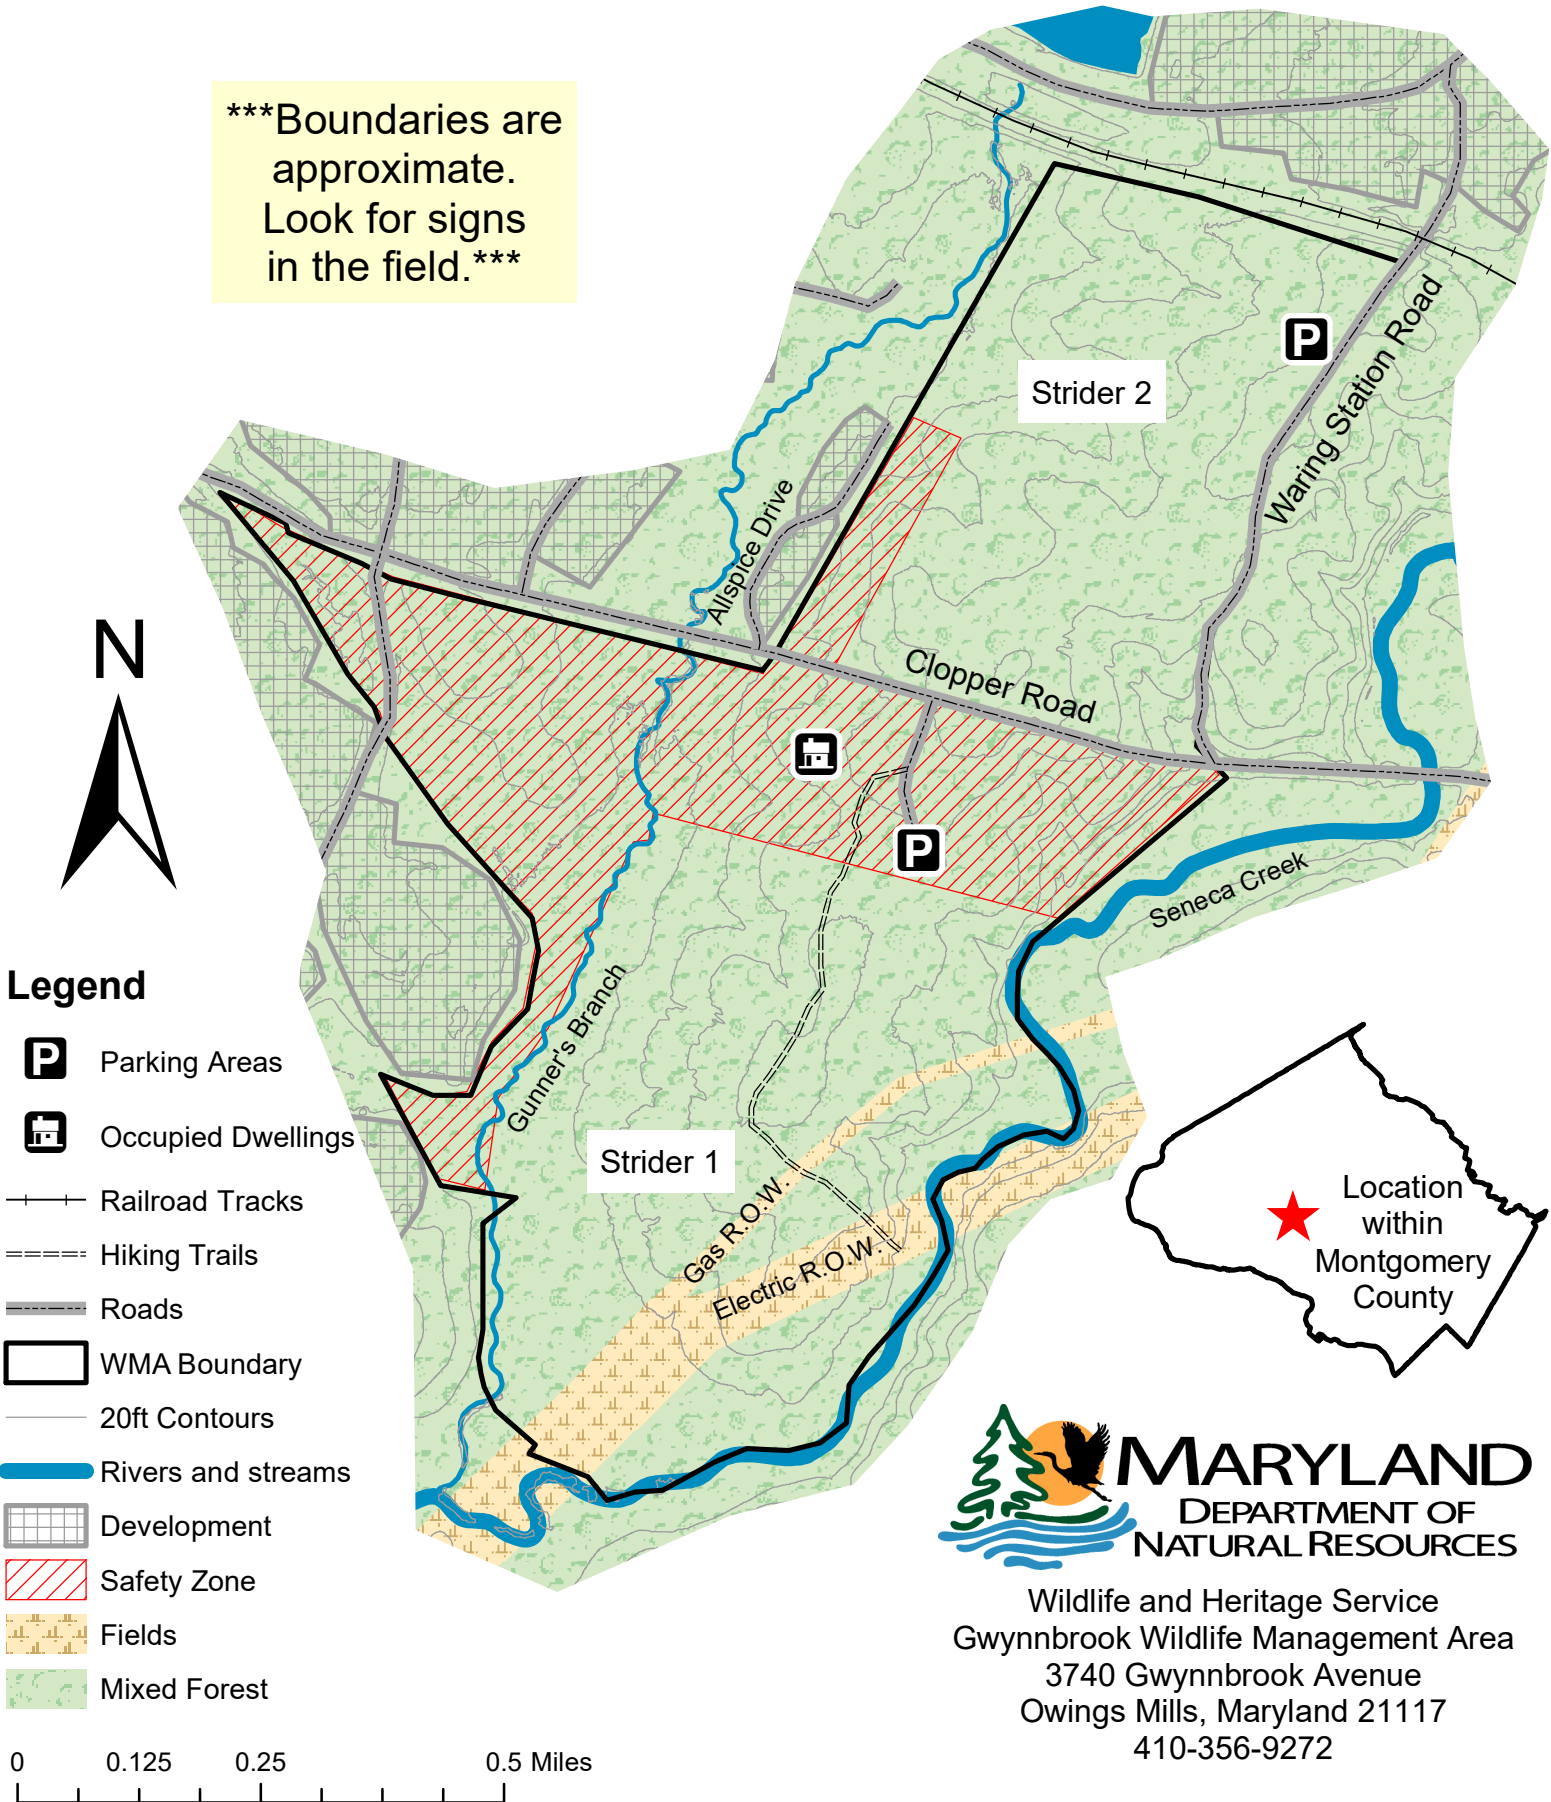 ***Boundaries are
approximate.
Look for signs
in the field.***
Strider 2
Waring Station Road
Allspice Drive
Clopper Road
Seneca Creek
Gunner's Branch
Strider 1
Gas R.O.W.
Electric R.O.W.
N
P
P
Legend
P Parking Areas
Occupied Dwellings
Railroad Tracks
Hiking Trails
Roads
WMA Boundary
20ft Contours
Rivers and streams
Development
Safety Zone
Fields
Mixed Forest
0 0.125 0.25 0.5 Miles
Location
within
Montgomery
County
MARYLAND
DEPARTMENT OF
NATURAL RESOURCES
Wildlife and Heritage Service
Gwynnbrook Wildlife Management Area
3740 Gwynnbrook Avenue
Owings Mills, Maryland 21117
410-356-9272